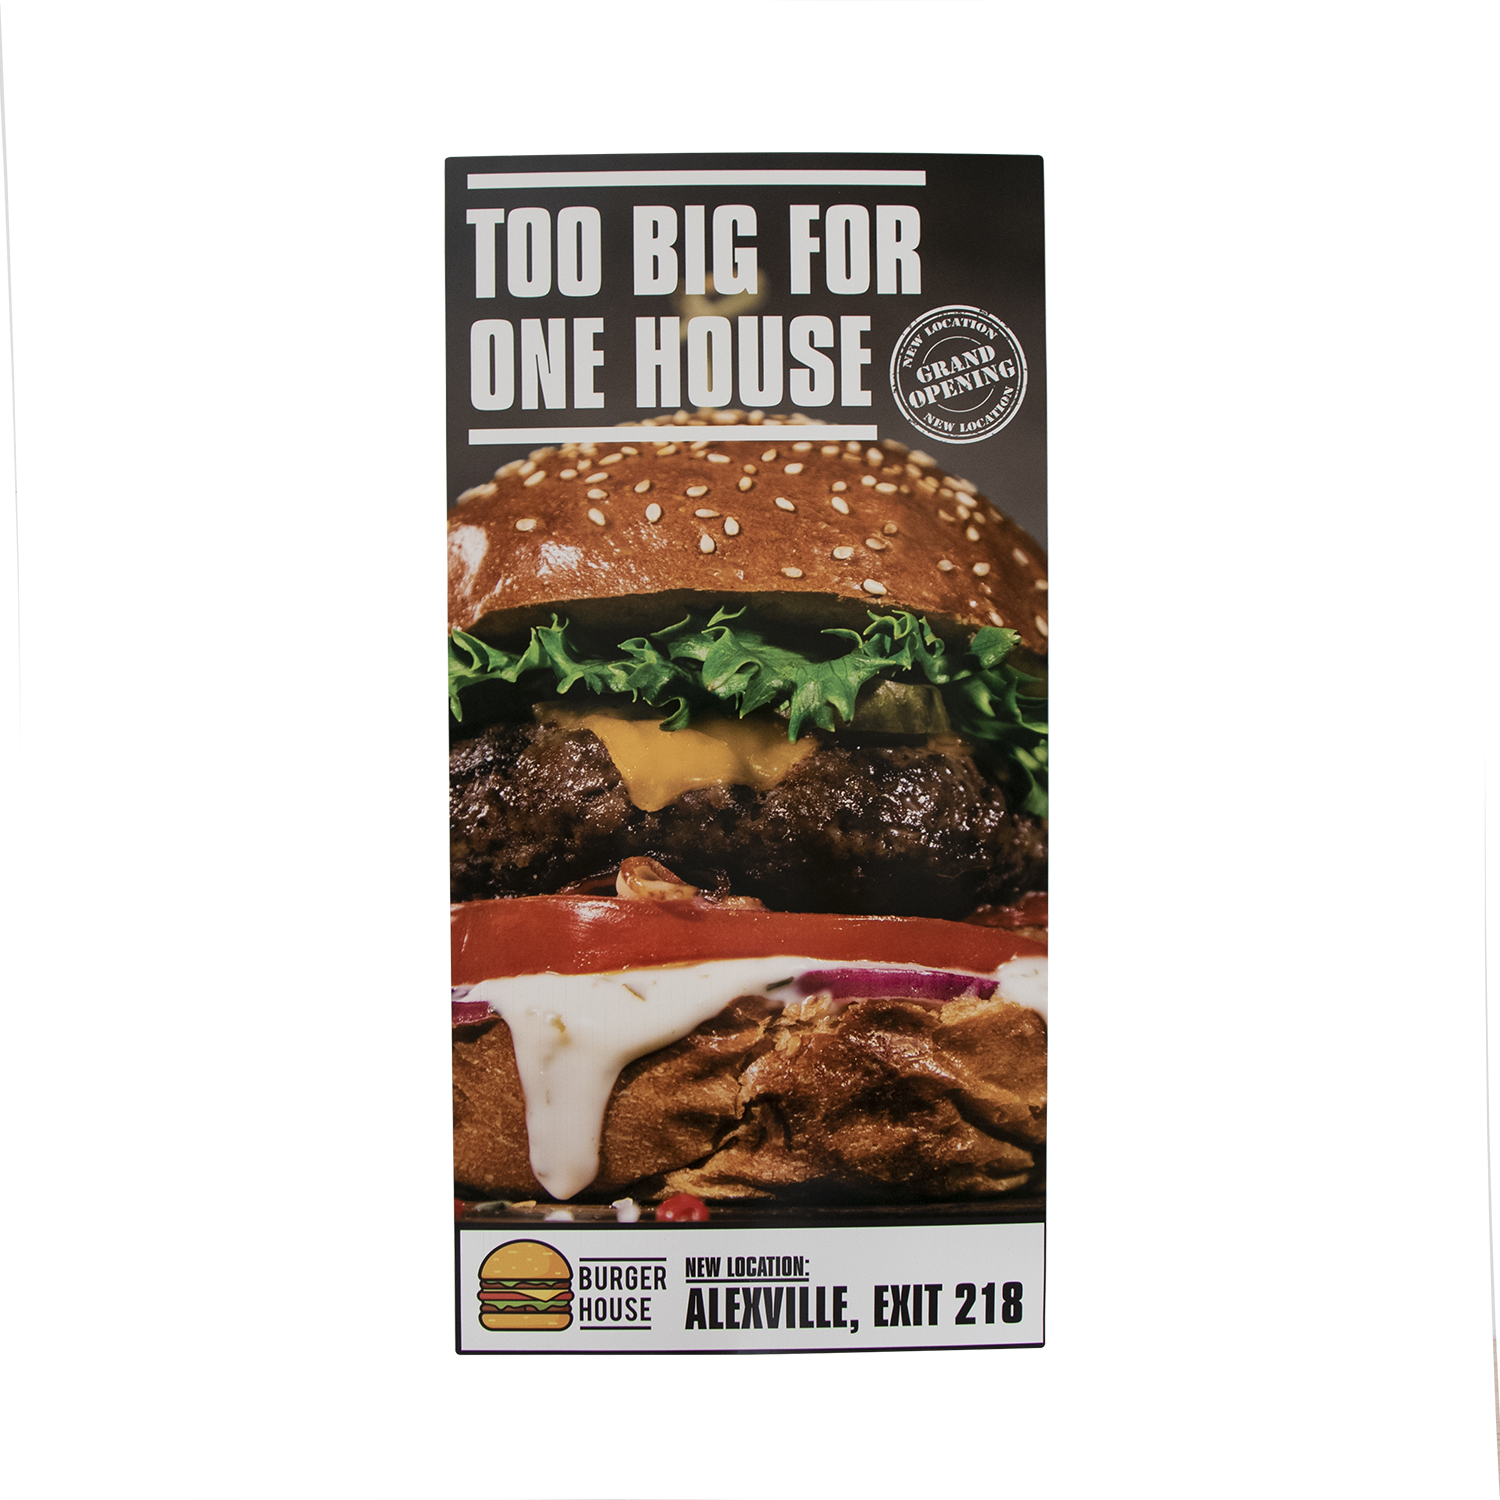 TOO BIG FOR
ONE HOUSE
NEW LOCATION
GRAND
OPENING
NEW LOCATION
BURGER
HOUSE
NEW LOCATION:
ALEXVILLE, EXIT 218